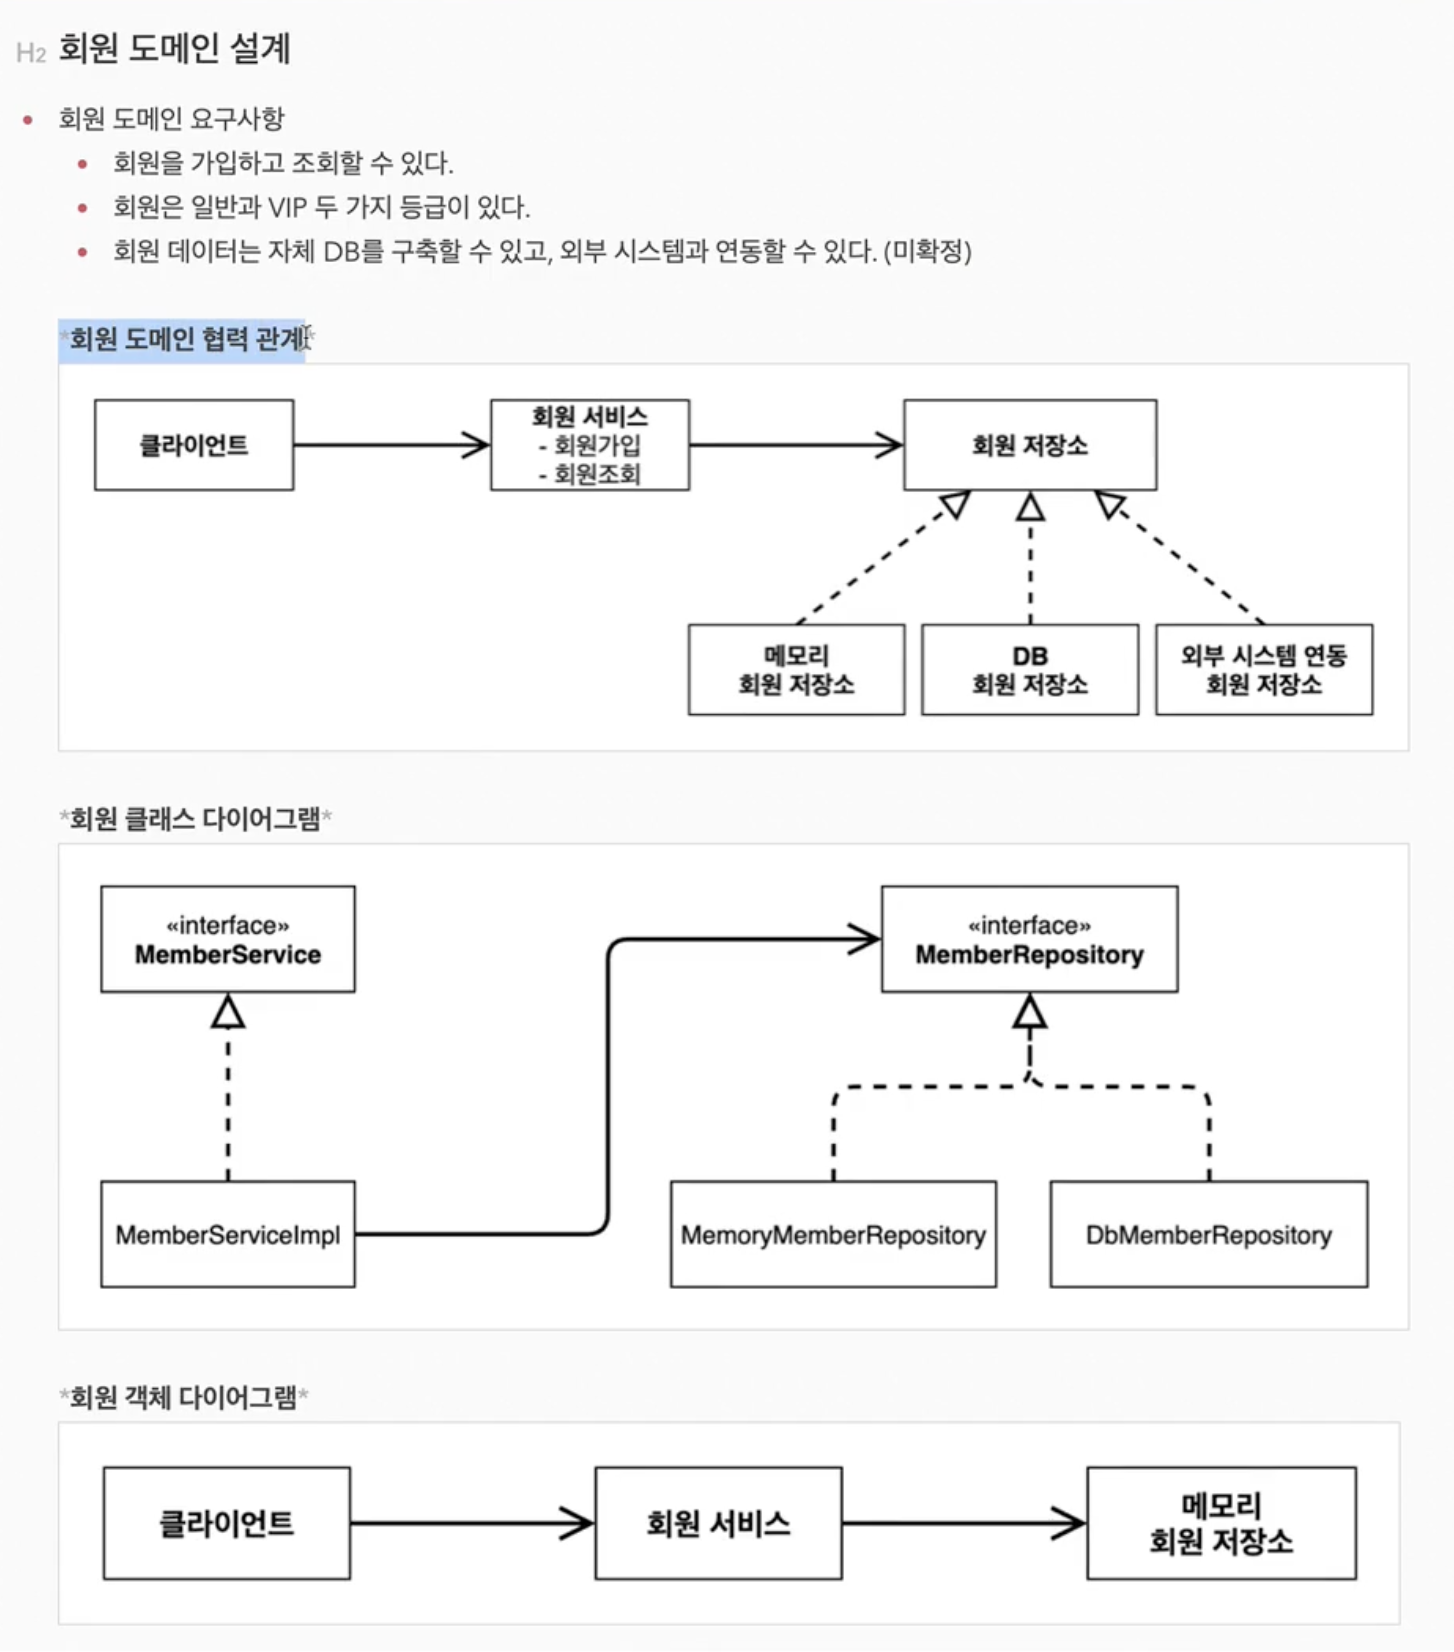 H2 회원 도메인 설계
회원 도메인 요구사항
회원을 가입하고 조회할 수 있다.
회원은 일반과 VIP 두 가지 등급이 있다.
회원 데이터는 자체 DB를 구축할 수 있고, 외부 시스템과 연동할 수 있다. (미확정)
*회원 도메인 협력 관계*
클라이언트
회원 서비스
- 회원가입
- 회원조회
회원 저장소
메모리
회원 저장소
DB
회원 저장소
외부 시스템 연동
회원 저장소
*회원 클래스 다이어그램*
«interface»
MemberService
«interface»
MemberRepository
MemberServiceImpl
MemoryMemberRepository
DbMemberRepository
*회원 객체 다이어그램*
클라이언트
회원 서비스
메모리
회원 저장소